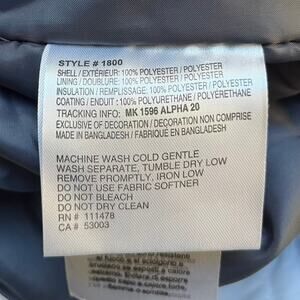 STYLE # 1800
SHELL / EXTÉRIEUR: 100% POLYESTER / POLYESTER
LINING / DOUBLURE: 100% POLYESTER / POLYESTER
INSULATION / REMPLISSAGE: 100% POLYESTER / POLYESTER
COATING / ENDUIT: 100% POLYURETHANE / POLYÉRETHANE
TRACKING INFO: MK 1596 ALPHA 20
EXCLUSIVE OF DECORATION / DECORATION NON COMPRISE
MADE IN BANGLADESH / FABRIQUÉ EN BANGLADESH
MACHINE WASH COLD GENTLE
WASH SEPARATE, TUMBLE DRY LOW
REMOVE PROMPTLY, IRON LOW
DO NOT USE FABRIC SOFTNER
DO NOT BLEACH
DO NOT DRY CLEAN
RN # 111478
CA # 53003